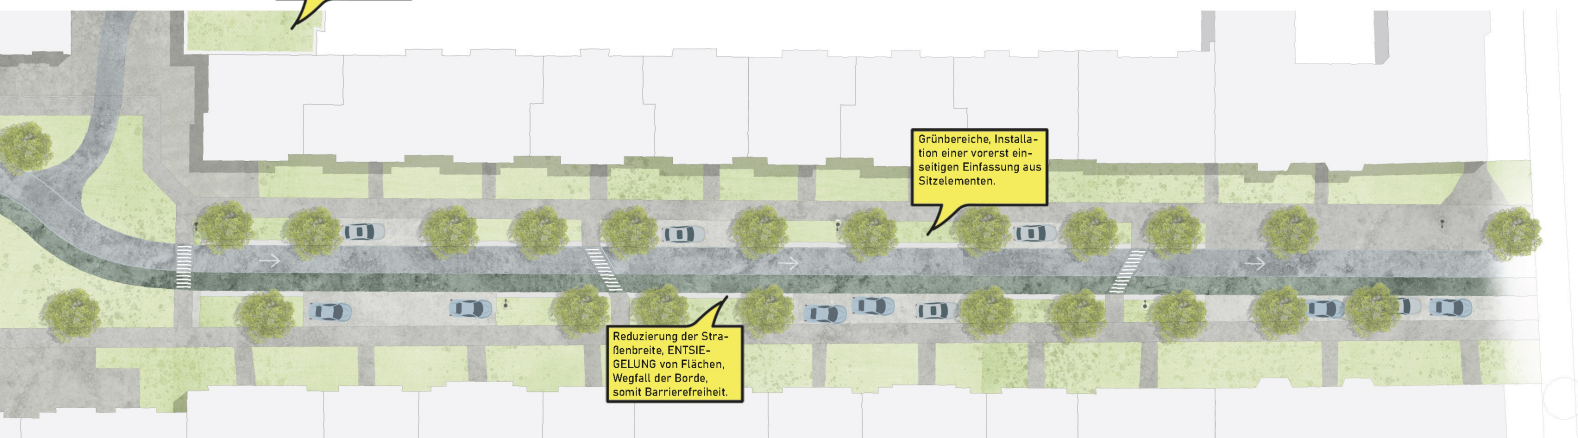 Grünbereiche, Installa-
tion einer vorerst ein-
seitigen Einfassung aus
Sitzelementen.
Reduzierung der Stra-
ßenbreite, ENTSIE-
GELUNG von Flächen,
Wegfall der Borde,
somit Barrierefreiheit.